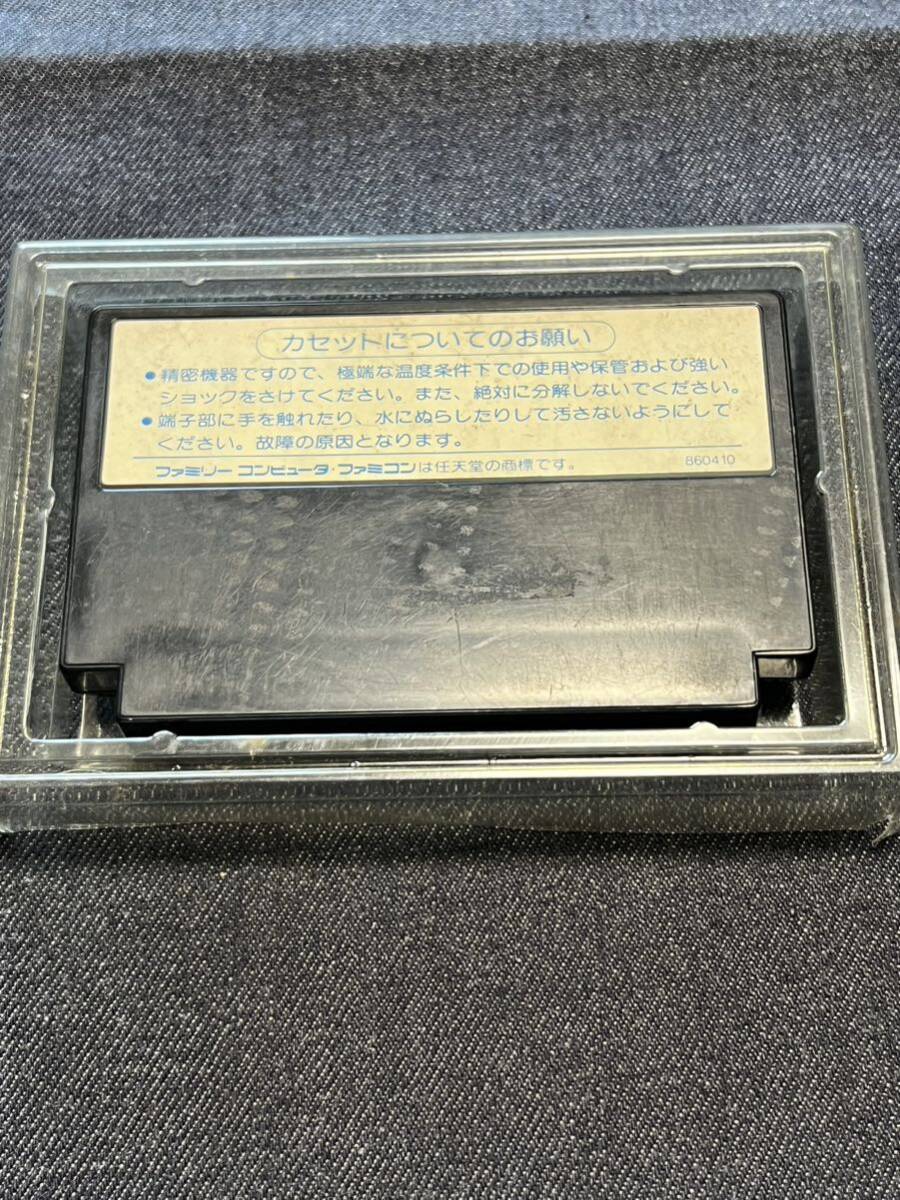 カセットについてのお願い
●精密機器ですので、極端な温度条件下での使用や保管および強い
ショックをさけてください。また、絶対に分解しないでください。
●端子部に手を触れたり、水にぬらしたりして汚さないようにして
ください。故障の原因となります。
ファミリー コンピュータ・ファミコンは任天堂の商標です。 860410